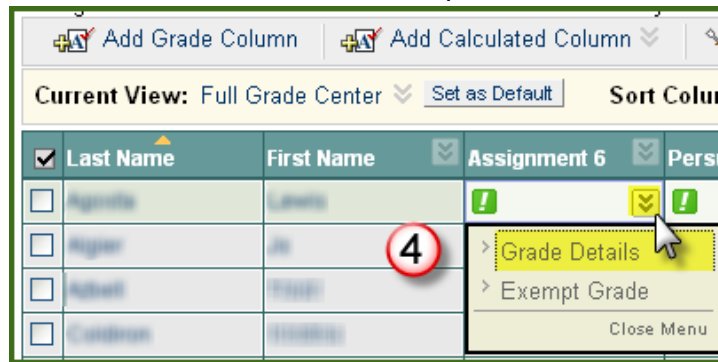 Add Grade Column Add Calculated Column
Current View: Full Grade Center Set as Default Sort Colu
Last Name First Name Assignment 6 Pers
! !
4
Grade Details
Exempt Grade
Close Menu